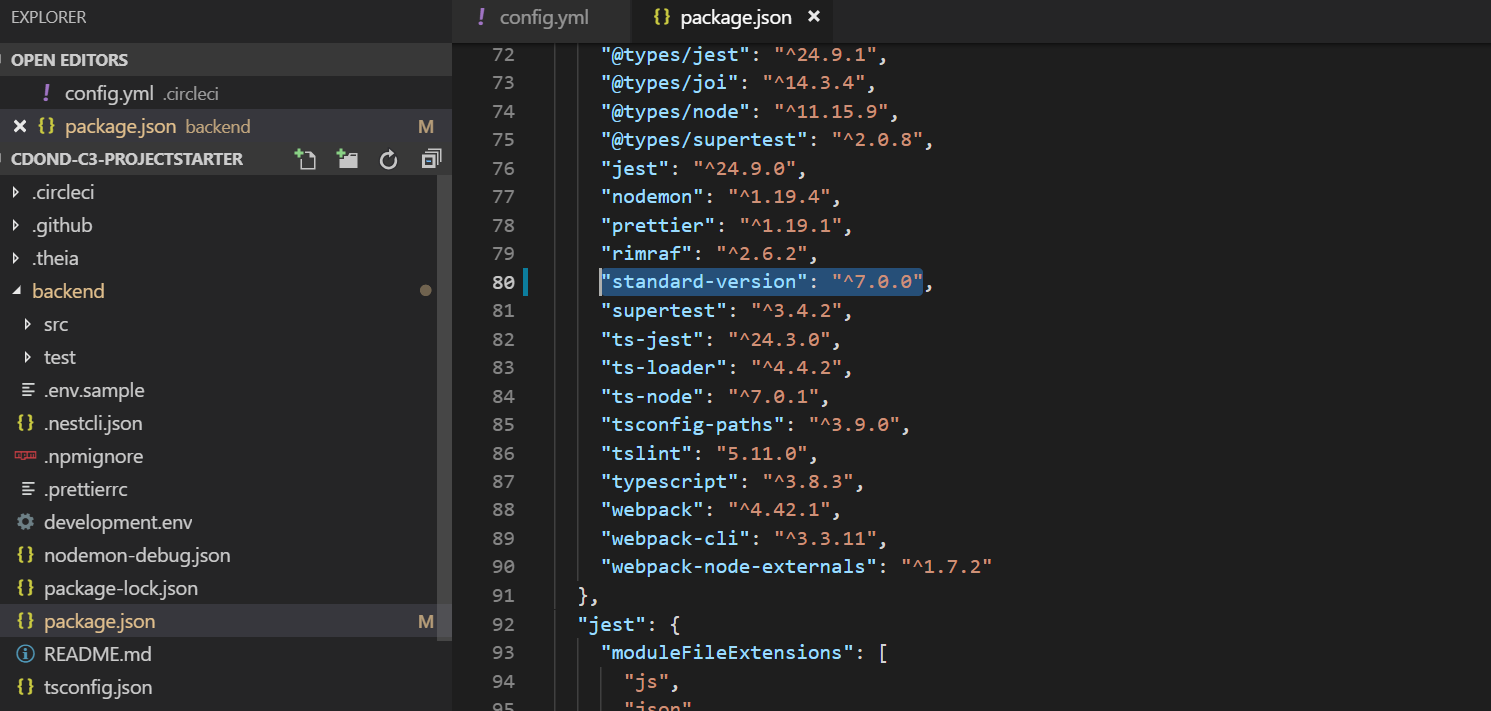 EXPLORER
OPEN EDITORS
! config.yml .circleci
{} package.json backend M
CDOND-C3-PROJECTSTARTER
.circleci
.github
.theia
backend
src
test
.env.sample
{} .nestcli.json
.npmignore
.prettierrc
development.env
{} nodemon-debug.json
{} package-lock.json
{} package.json M
README.md
{} tsconfig.json
! config.yml {} package.json
72 "@types/jest": "^24.9.1",
73 "@types/joi": "^14.3.4",
74 "@types/node": "^11.15.9",
75 "@types/supertest": "^2.0.8",
76 "jest": "^24.9.0",
77 "nodemon": "^1.19.4",
78 "prettier": "^1.19.1",
79 "rimraf": "^2.6.2",
80 "standard-version": "^7.0.0",
81 "supertest": "^3.4.2",
82 "ts-jest": "^24.3.0",
83 "ts-loader": "^4.4.2",
84 "ts-node": "^7.0.1",
85 "tsconfig-paths": "^3.9.0",
86 "tslint": "5.11.0",
87 "typescript": "^3.8.3",
88 "webpack": "^4.42.1",
89 "webpack-cli": "^3.3.11",
90 "webpack-node-externals": "^1.7.2"
91 },
92 "jest": {
93 "moduleFileExtensions": [
94 "js",
95 "json"